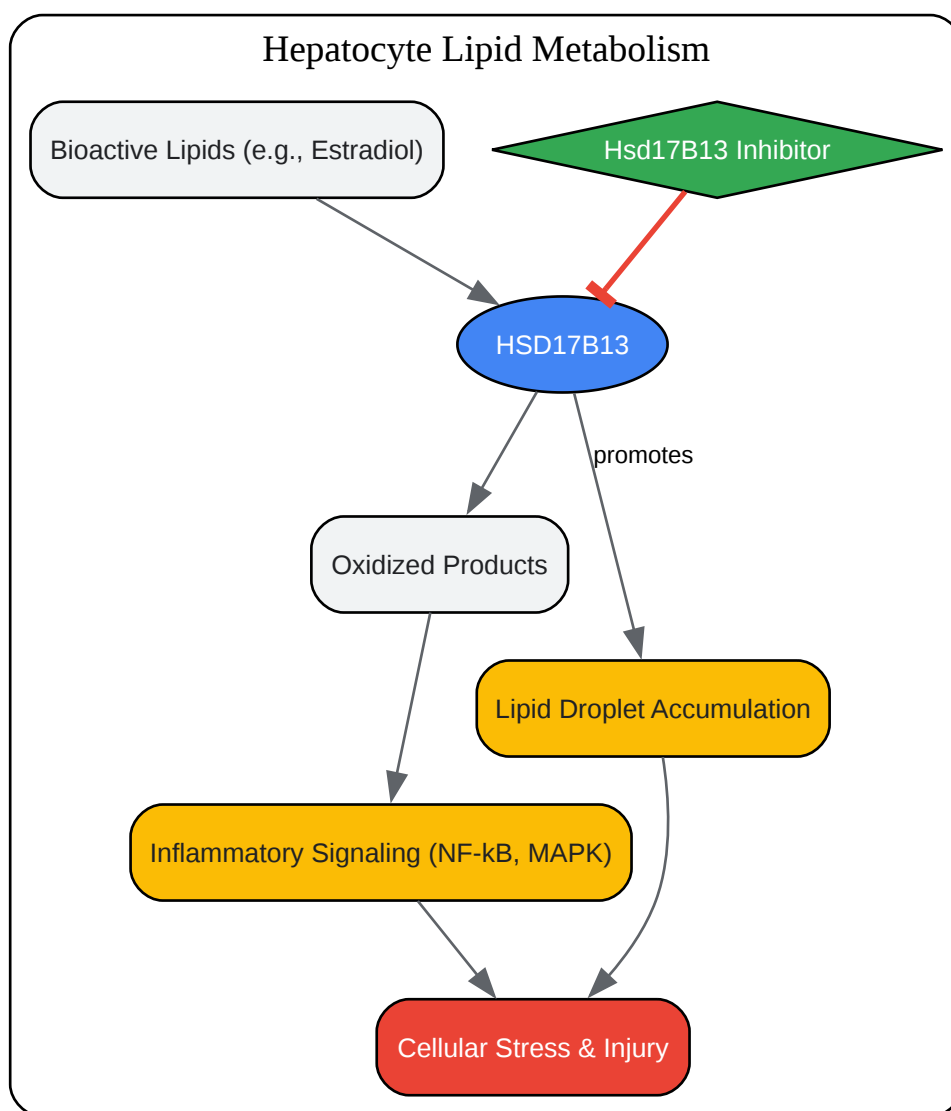 Hepatocyte Lipid Metabolism
Bioactive Lipids (e.g., Estradiol)
Hsd17B13 Inhibitor
HSD17B13
promotes
Oxidized Products
Lipid Droplet Accumulation
Inflammatory Signaling (NF-kB, MAPK)
Cellular Stress & Injury